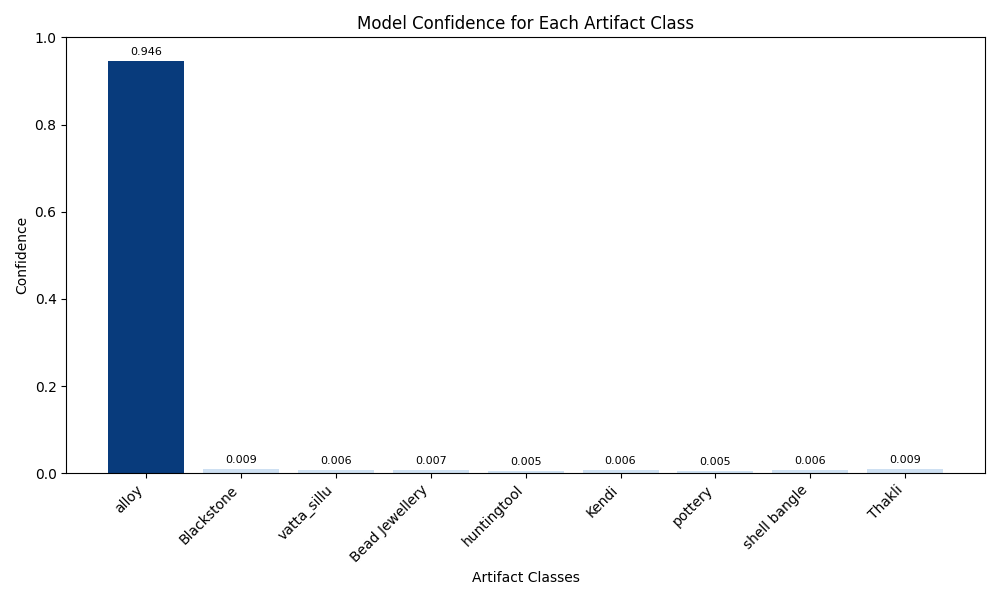 Model Confidence for Each Artifact Class
1.0
0.8
0.6
0.4
0.2
0.0
Confidence
0.946
0.009
0.006
0.007
0.005
0.006
0.005
0.006
0.009
alloy
Blackstone
vatta_sillu
Bead Jewellery
huntingtool
Kendi
pottery
shell bangle
Thakli
Artifact Classes